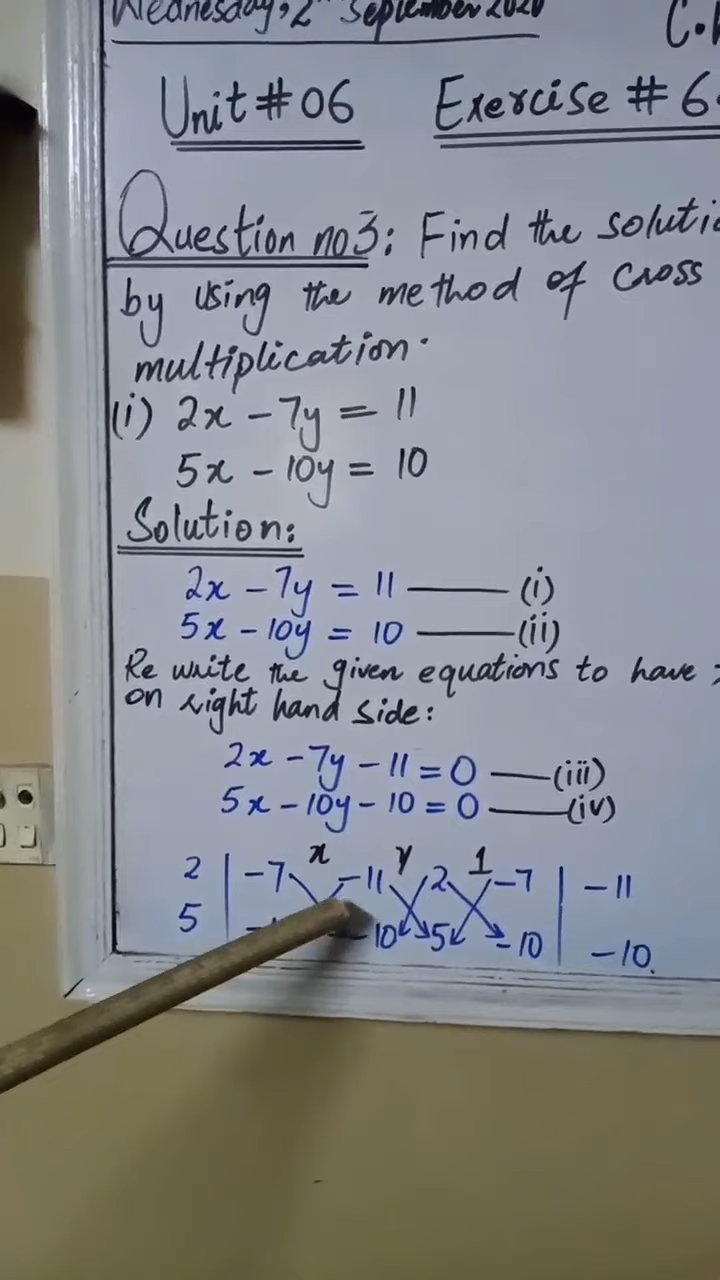 Wednesday, 2nd September 2020
Unit # 06 Exercise # 6.
Question no 3: Find the soluti
by using the method of cross
multiplication.
(i) 2x - 7y = 11
5x - 10y = 10
Solution:
2x - 7y = 11 —— (i)
5x - 10y = 10 —— (ii)
Re write the given equations to have
on right hand side:
2x - 7y - 11 = 0 —— (iii)
5x - 10y - 10 = 0 —— (iv)
x y 1
2 | -7 -11 2 -7 | -11
5 | - -10 5 -10 | -10.